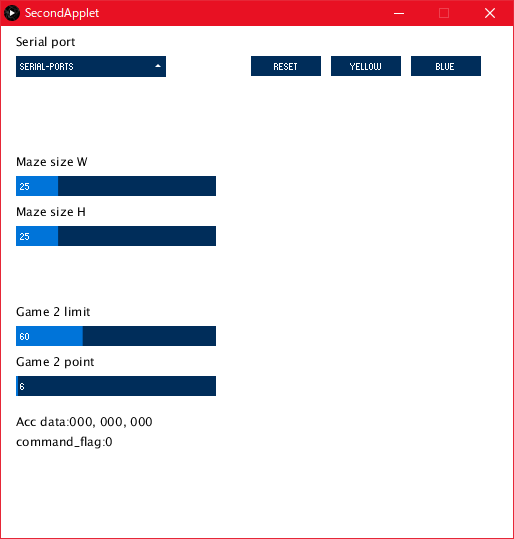 SecondApplet
Serial port
SERIAL-PORTS
RESET YELLOW BLUE
Maze size W
25
Maze size H
25
Game 2 limit
60
Game 2 point
6
Acc data:000, 000, 000
command_flag:0